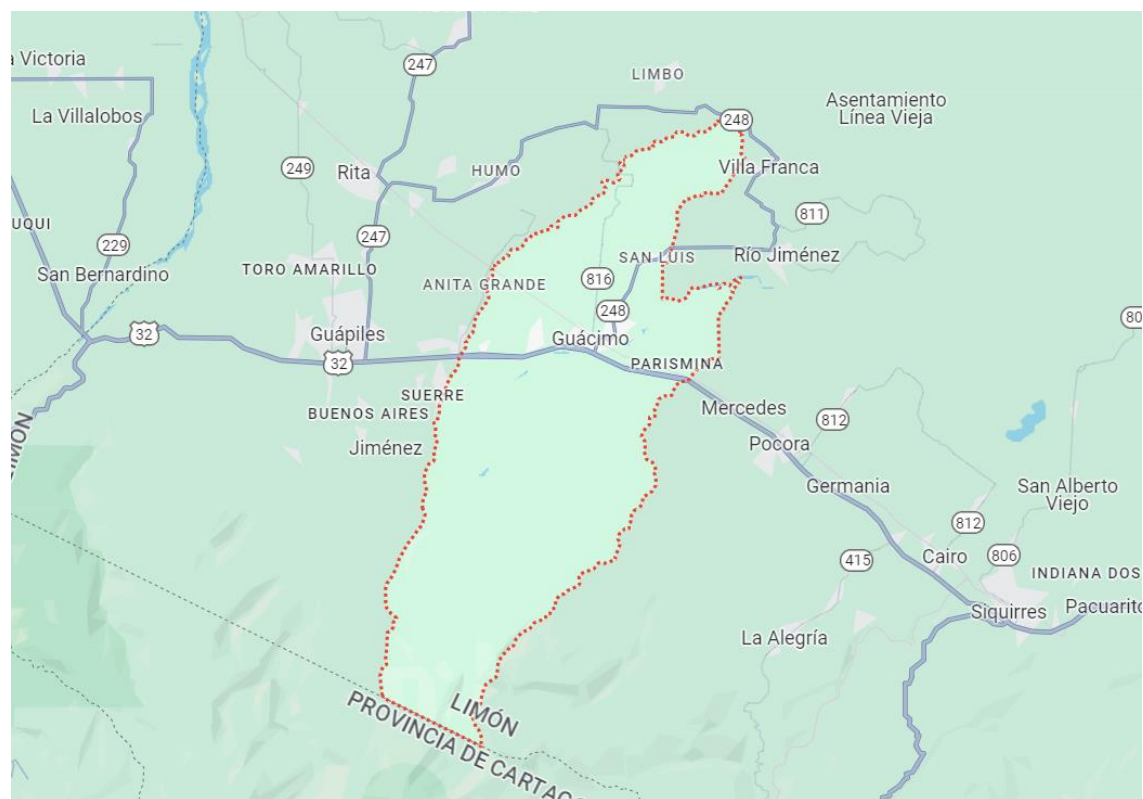 247
LIMBO
a Victoria
Asentamiento
Línea Vieja
La Villalobos
248
249
Rita
HUMO
Villa Franca
811
UQUI
229
247
San Bernardino
TORO AMARILLO
ANITA GRANDE
816
SAN LUIS
Río Jiménez
248
80
32
Guápiles
32
Guácimo
PARISMINA
SUERRE
BUENOS AIRES
Mercedes
812
Jiménez
Pocora
LIMÓN
Germania
San Alberto
Viejo
812
415
Cairo
806
INDIANA DOS
Siquirres
Pacuarito
La Alegría
LIMÓN
PROVINCIA DE CARTAG